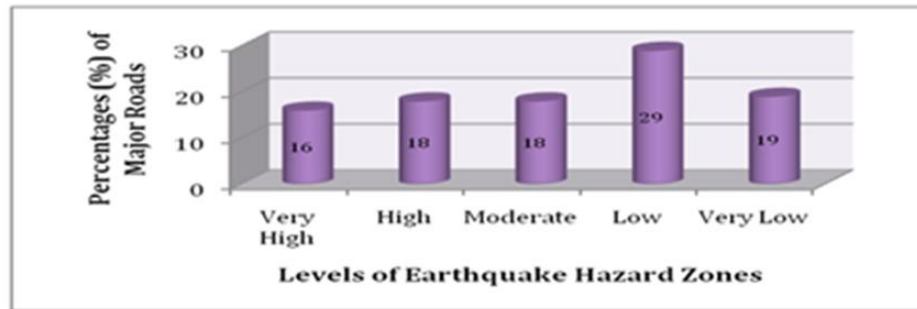 Percentages (%) of
Major Roads
30
20
10
0
16
18
18
29
19
Very
High
High
Moderate
Low
Very Low
Levels of Earthquake Hazard Zones